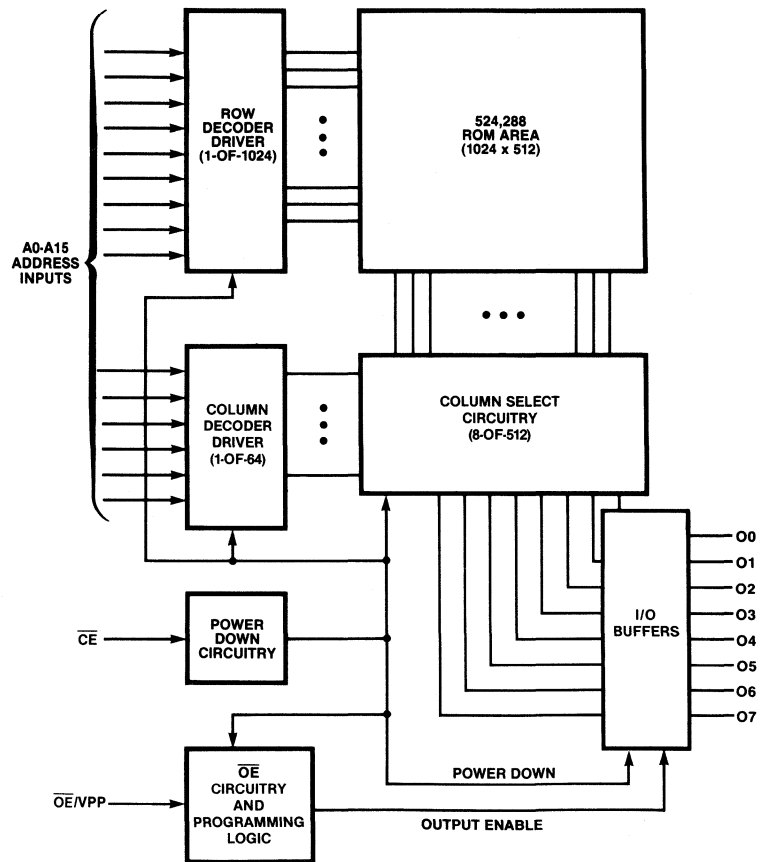 ROW
DECODER
DRIVER
(1-OF-1024)
524,288
ROM AREA
(1024 x 512)
A0-A15
ADDRESS
INPUTS
COLUMN
DECODER
DRIVER
(1-OF-64)
COLUMN SELECT
CIRCUITRY
(8-OF-512)
O0
O1
O2
O3
O4
O5
O6
O7
I/O
BUFFERS
CE
POWER
DOWN
CIRCUITRY
OE/VPP
OE
CIRCUITRY
AND
PROGRAMMING
LOGIC
POWER DOWN
OUTPUT ENABLE